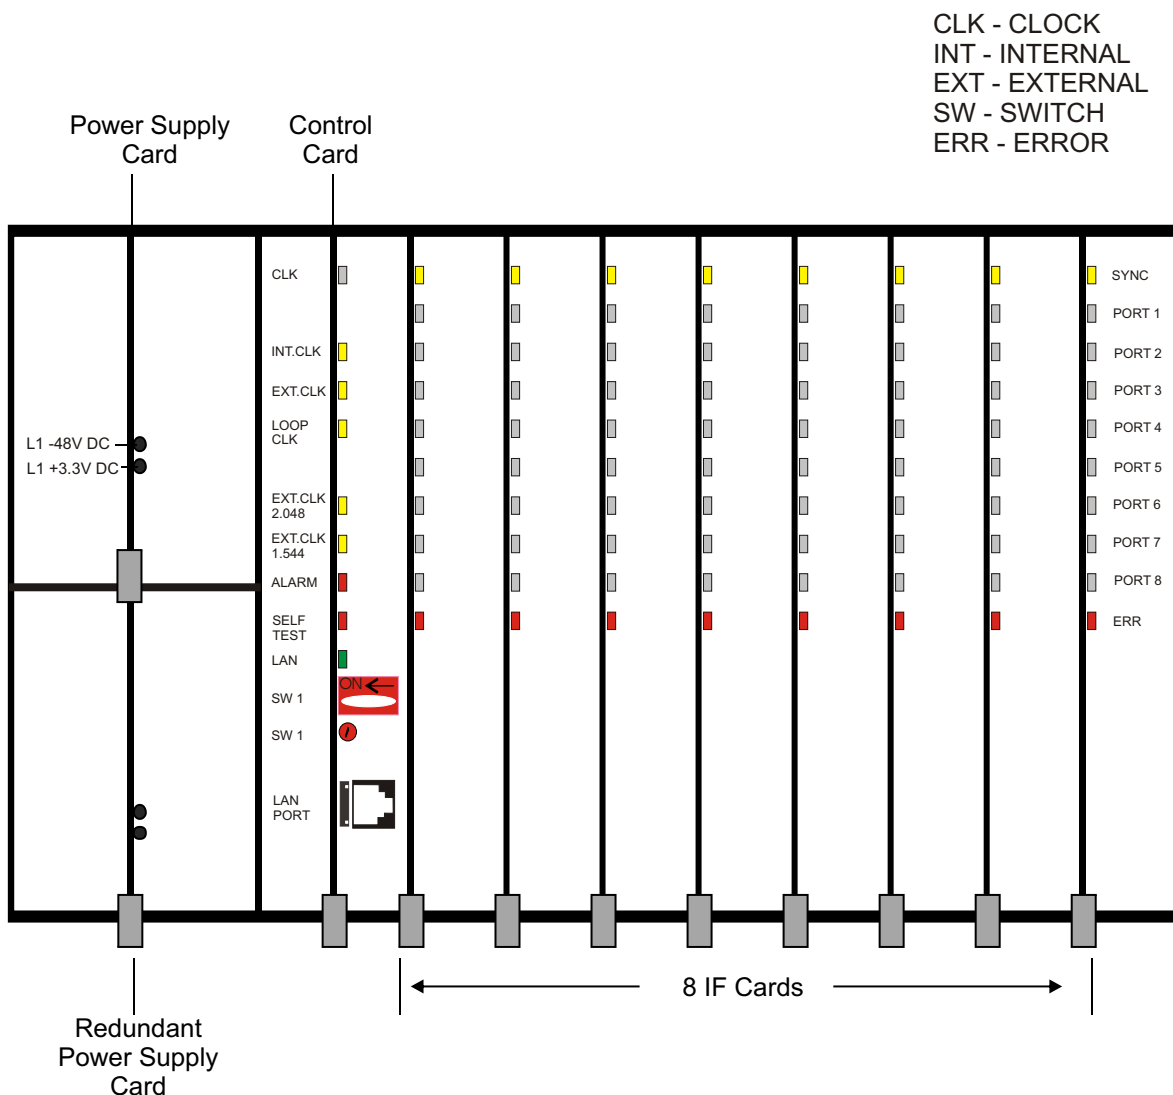 CLK - CLOCK
INT - INTERNAL
EXT - EXTERNAL
SW - SWITCH
ERR - ERROR
Power Supply
Card
Control
Card
CLK
INT.CLK
EXT.CLK
LOOP
CLK
EXT.CLK
2.048
EXT.CLK
1.544
ALARM
SELF
TEST
LAN
SW 1
ON
SW 1
LAN
PORT
L1 -48V DC
L1 +3.3V DC
SYNC
PORT 1
PORT 2
PORT 3
PORT 4
PORT 5
PORT 6
PORT 7
PORT 8
ERR
8 IF Cards
Redundant
Power Supply
Card